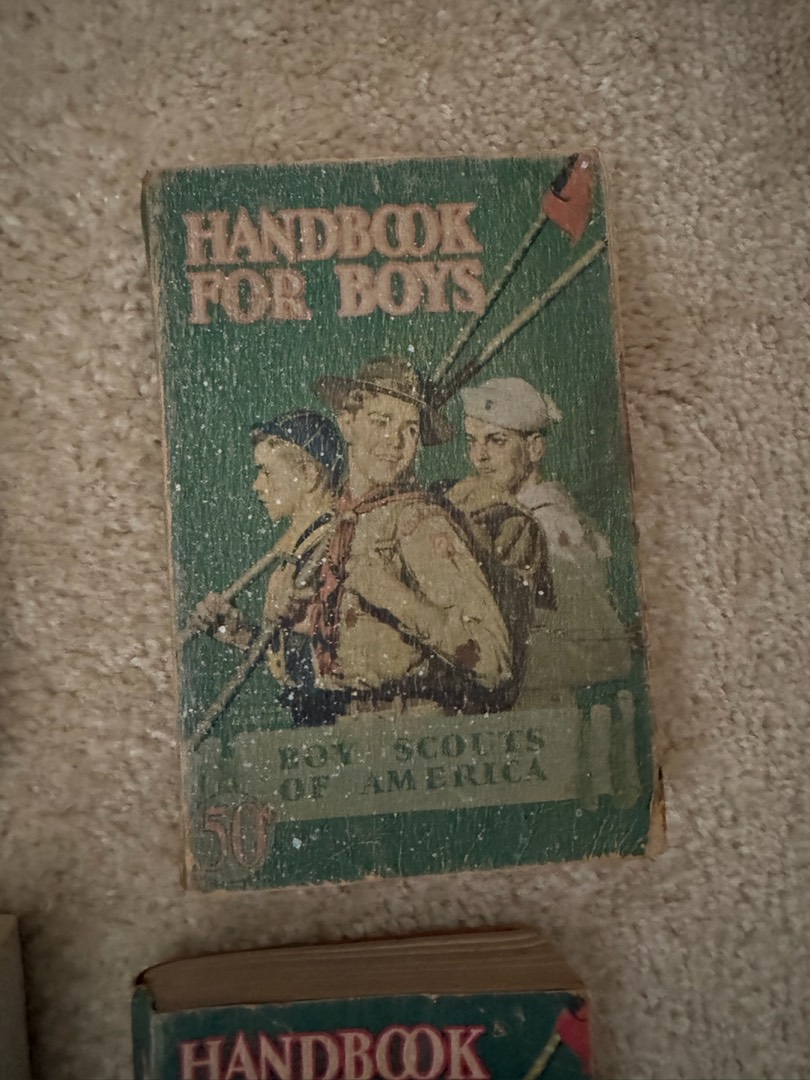 HANDBOOK
FOR BOYS
BOY SCOUTS
OF AMERICA
50¢
HANDBOOK